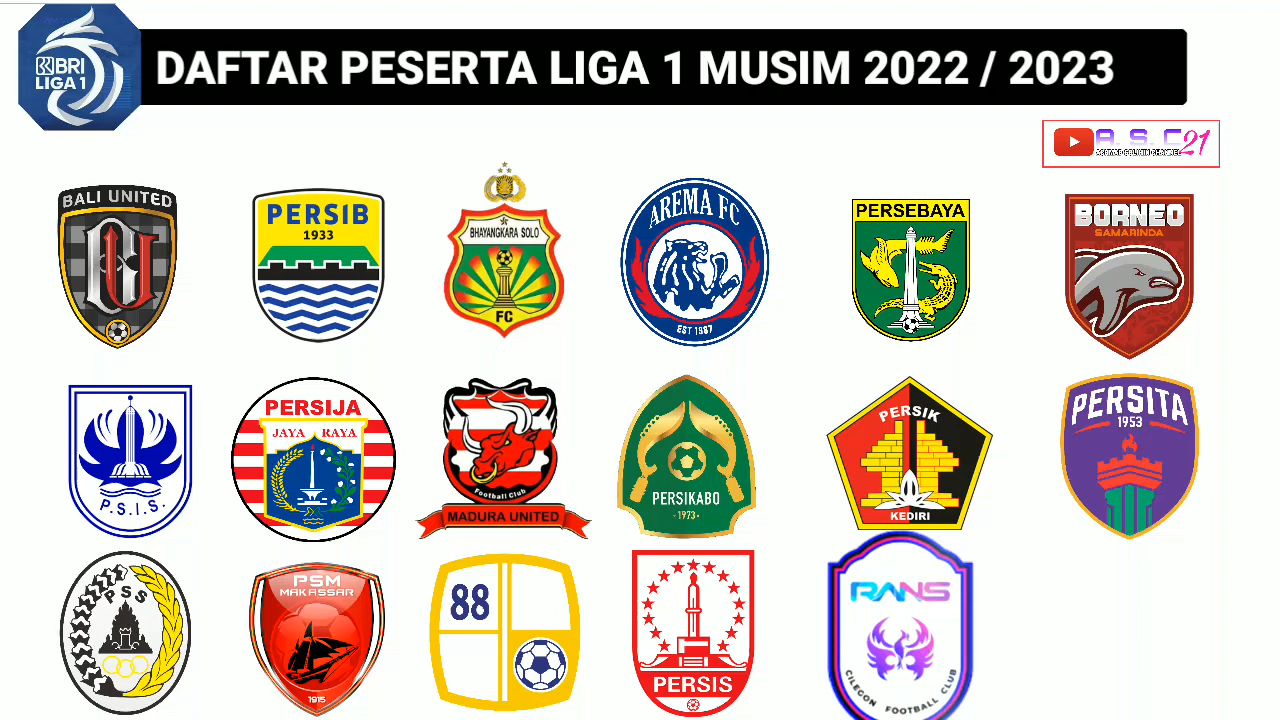 BRI
LIGA 1
DAFTAR PESERTA LIGA 1 MUSIM 2022 / 2023
A. S. C 21
BALI UNITED
PERSIB
1933
BHAYANGKARA SOLO
FC
AREMA FC
EST 1987
PERSEBAYA
BORNEO
SAMARINDA
P.S.I.S.
PERSIJA
JAYA RAYA
Football Club
MADURA UNITED
PERSIKABO
-1973-
PERSIK
KEDIRI
PERSITA
1953
PSS
PSM
MAKASSAR
1915
88
PERSIS
RANS
CILEGON FOOTBALL CLUB